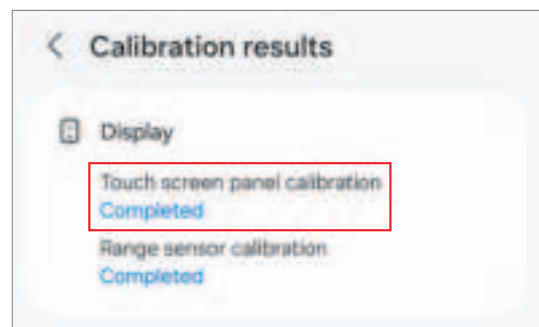 Calibration results
Display
Touch screen panel calibration
Completed
Range sensor calibration
Completed